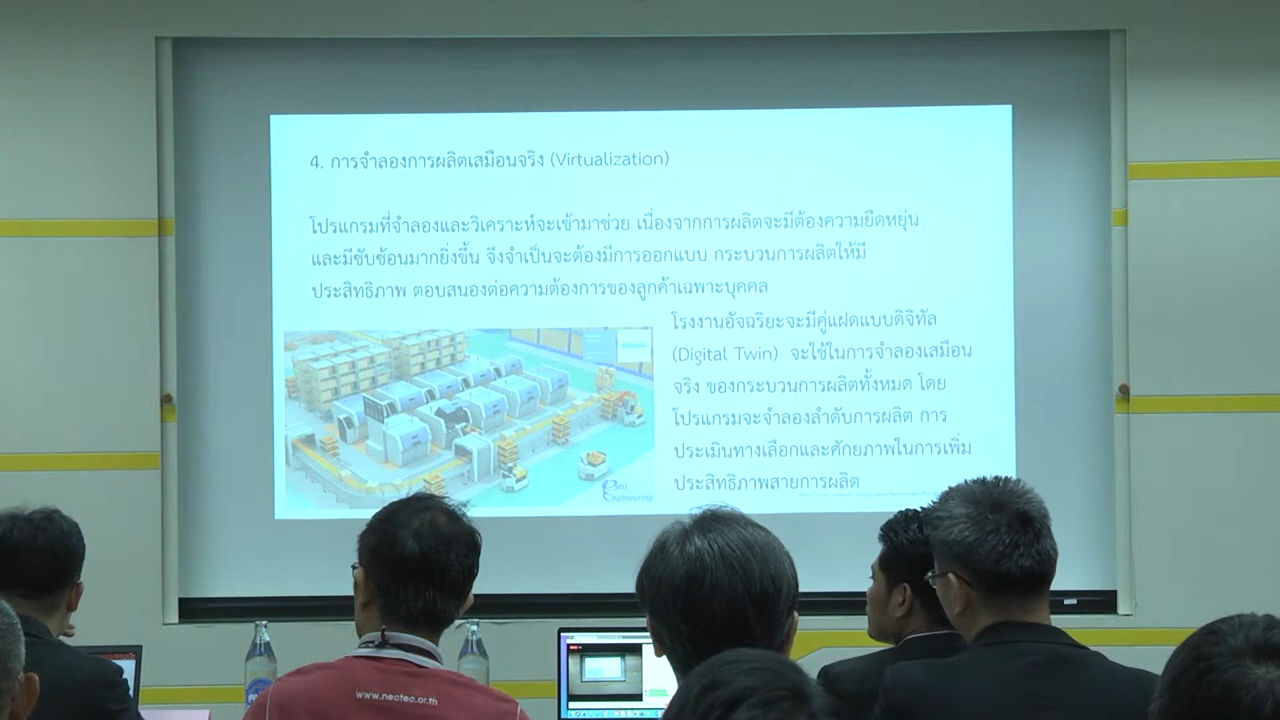 4. การจำลองการผลิตเสมือนจริง (Virtualization)
โปรแกรมที่จำลองและวิเคราะห์จะเข้ามาช่วย เนื่องจากการผลิตจะมีต้องความยืดหยุ่น
และมีซับซ้อนมากยิ่งขึ้น จึงจำเป็นจะต้องมีการออกแบบ กระบวนการผลิตให้มี
ประสิทธิภาพ ตอบสนองต่อความต้องการของลูกค้าเฉพาะบุคคล
โรงงานอัจฉริยะจะมีคู่แฝดแบบดิจิทัล
(Digital Twin) จะใช้ในการจำลองเสมือน
จริง ของกระบวนการผลิตทั้งหมด โดย
โปรแกรมจะจำลองลำดับการผลิต การ
ประเมินทางเลือกและศักยภาพในการเพิ่ม
ประสิทธิภาพสายการผลิต
Engineering
www.nectec.or.th